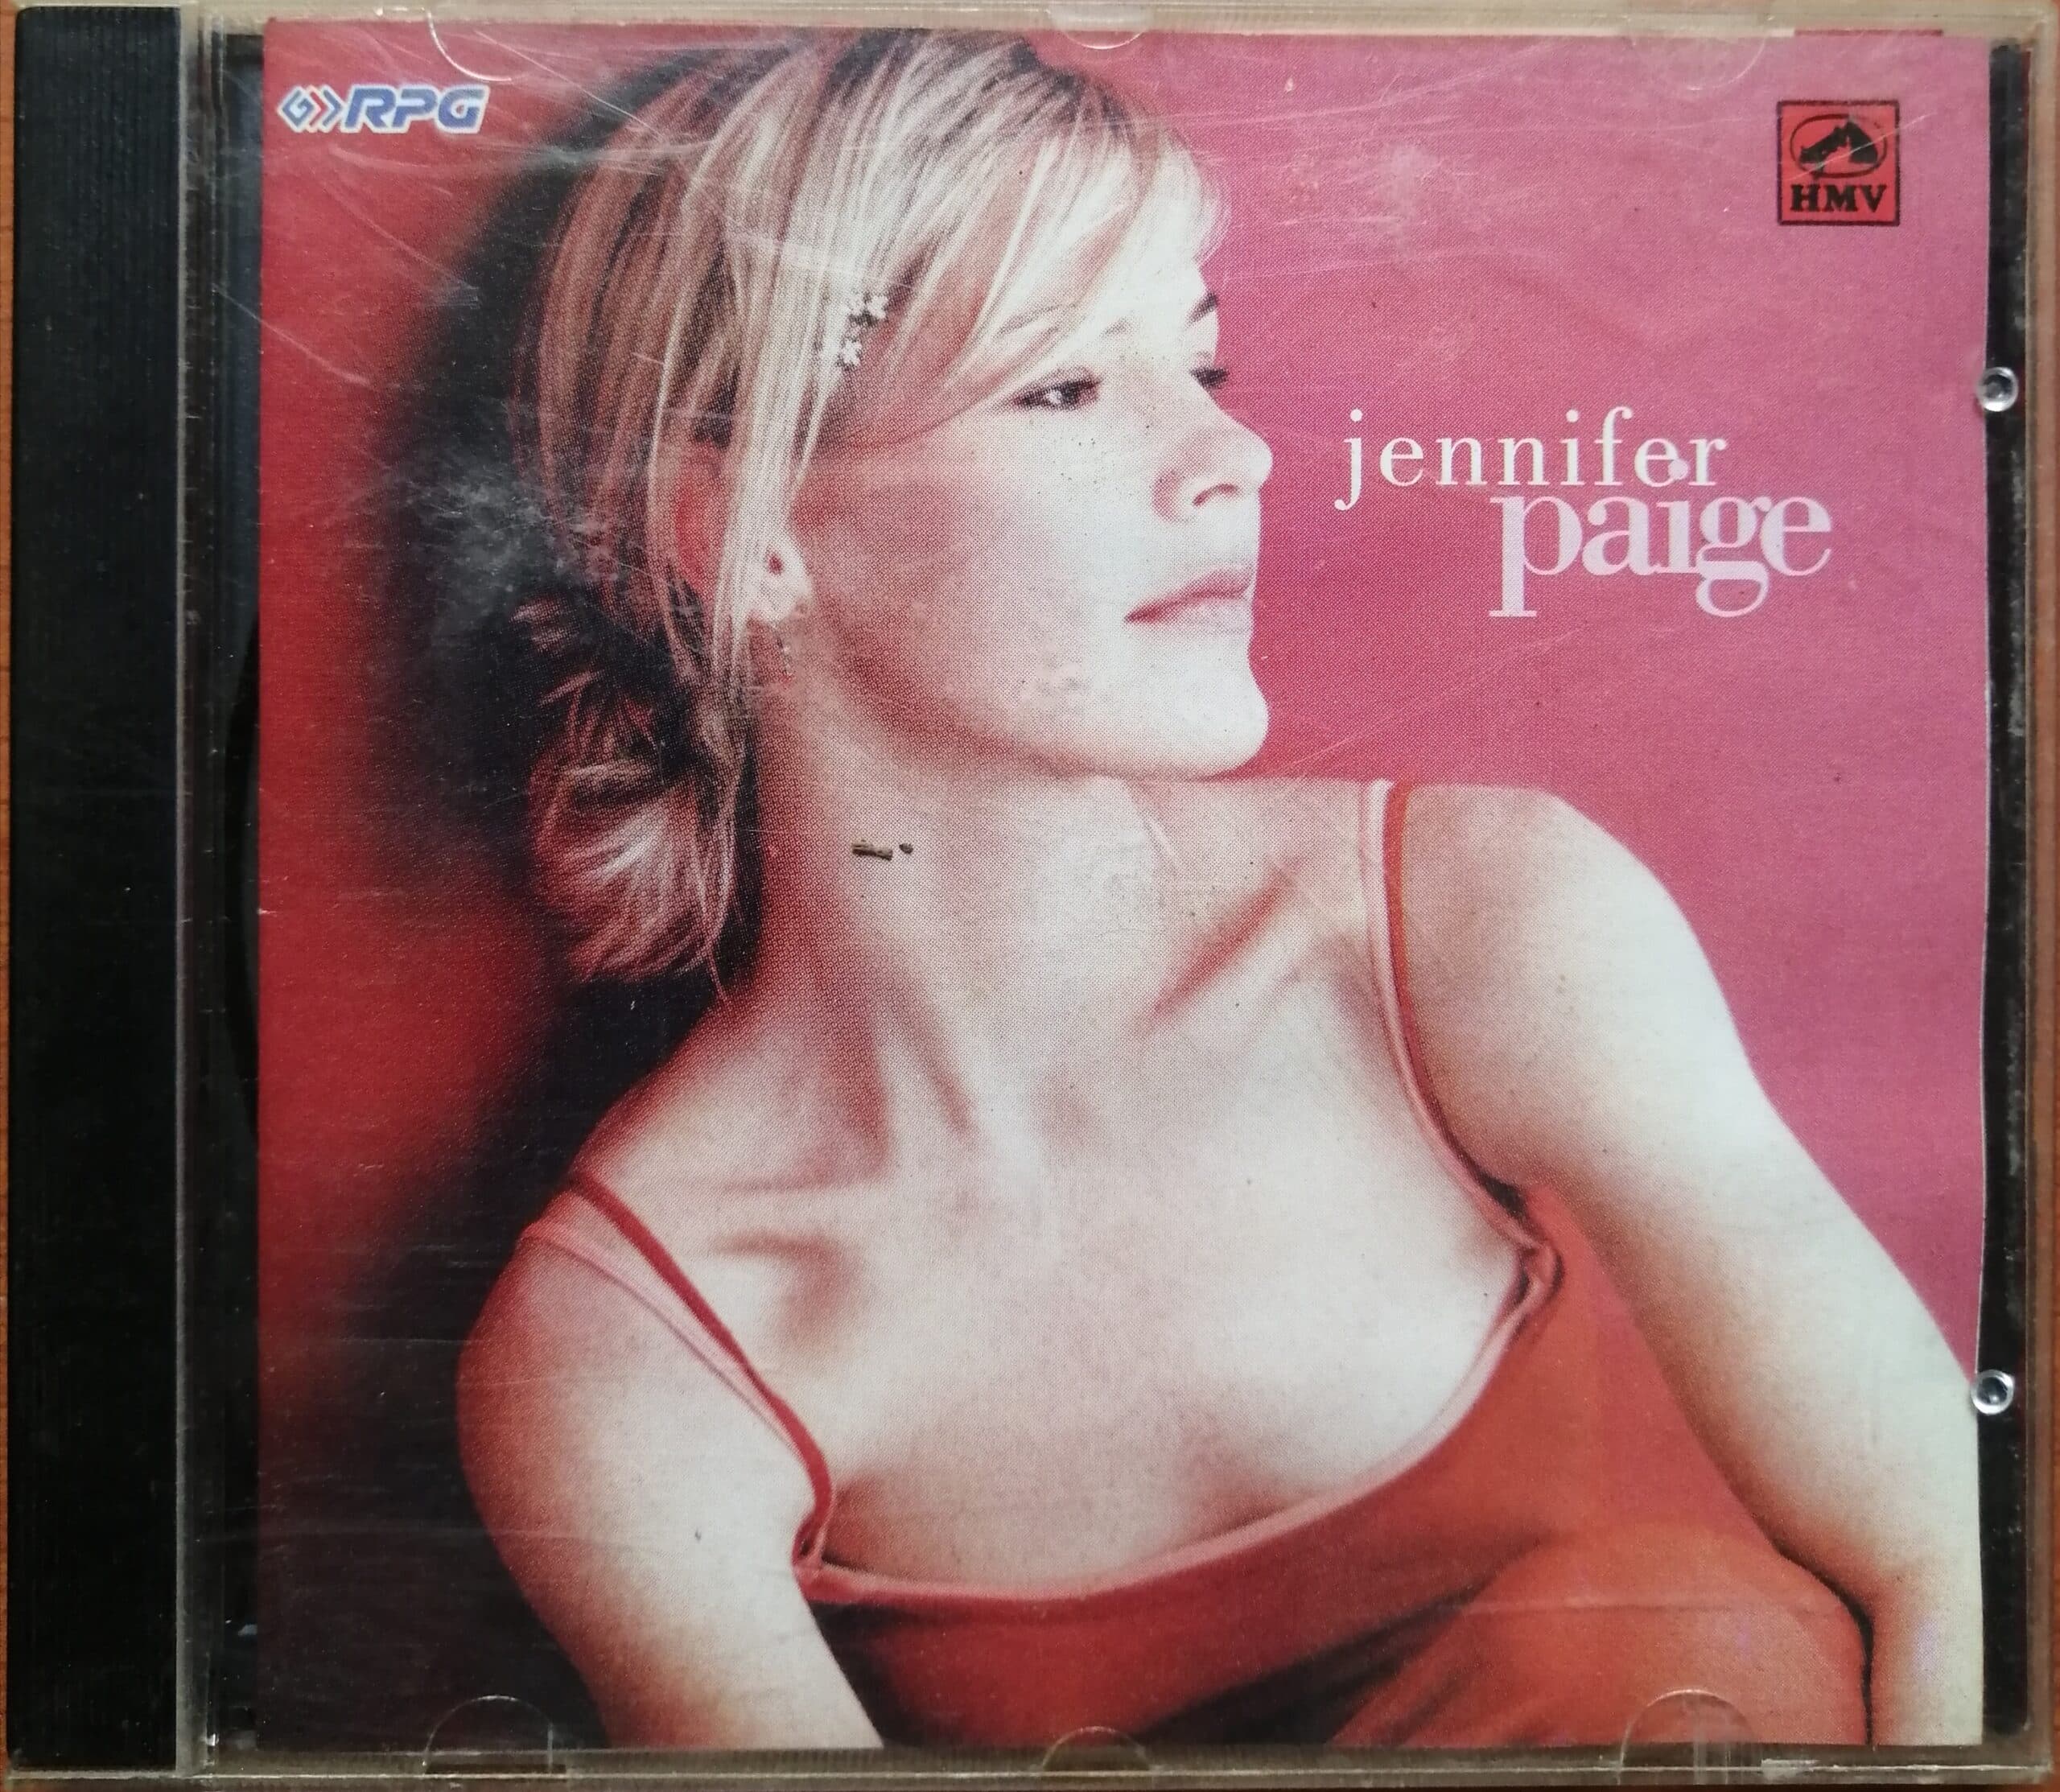 RPG
HMV
jennifer
paige